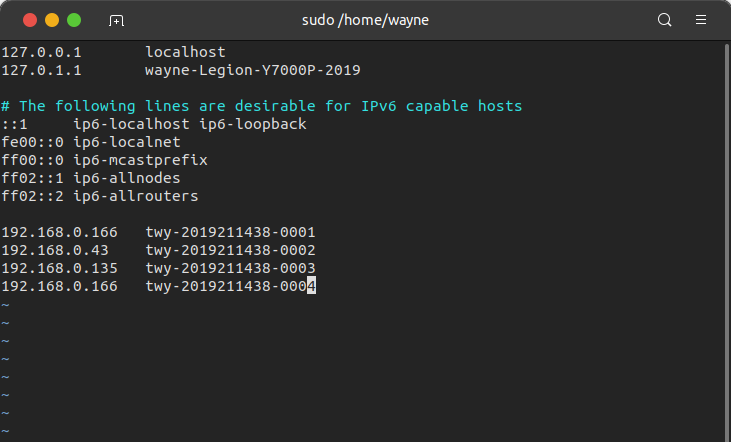 sudo /home/wayne
127.0.0.1 localhost
127.0.1.1 wayne-Legion-Y7000P-2019
# The following lines are desirable for IPv6 capable hosts
::1 ip6-localhost ip6-loopback
fe00::0 ip6-localnet
ff00::0 ip6-mcastprefix
ff02::1 ip6-allnodes
ff02::2 ip6-allrouters
192.168.0.166 twy-2019211438-0001
192.168.0.43 twy-2019211438-0002
192.168.0.135 twy-2019211438-0003
192.168.0.166 twy-2019211438-0004
~
~
~
~
~
~
~
~